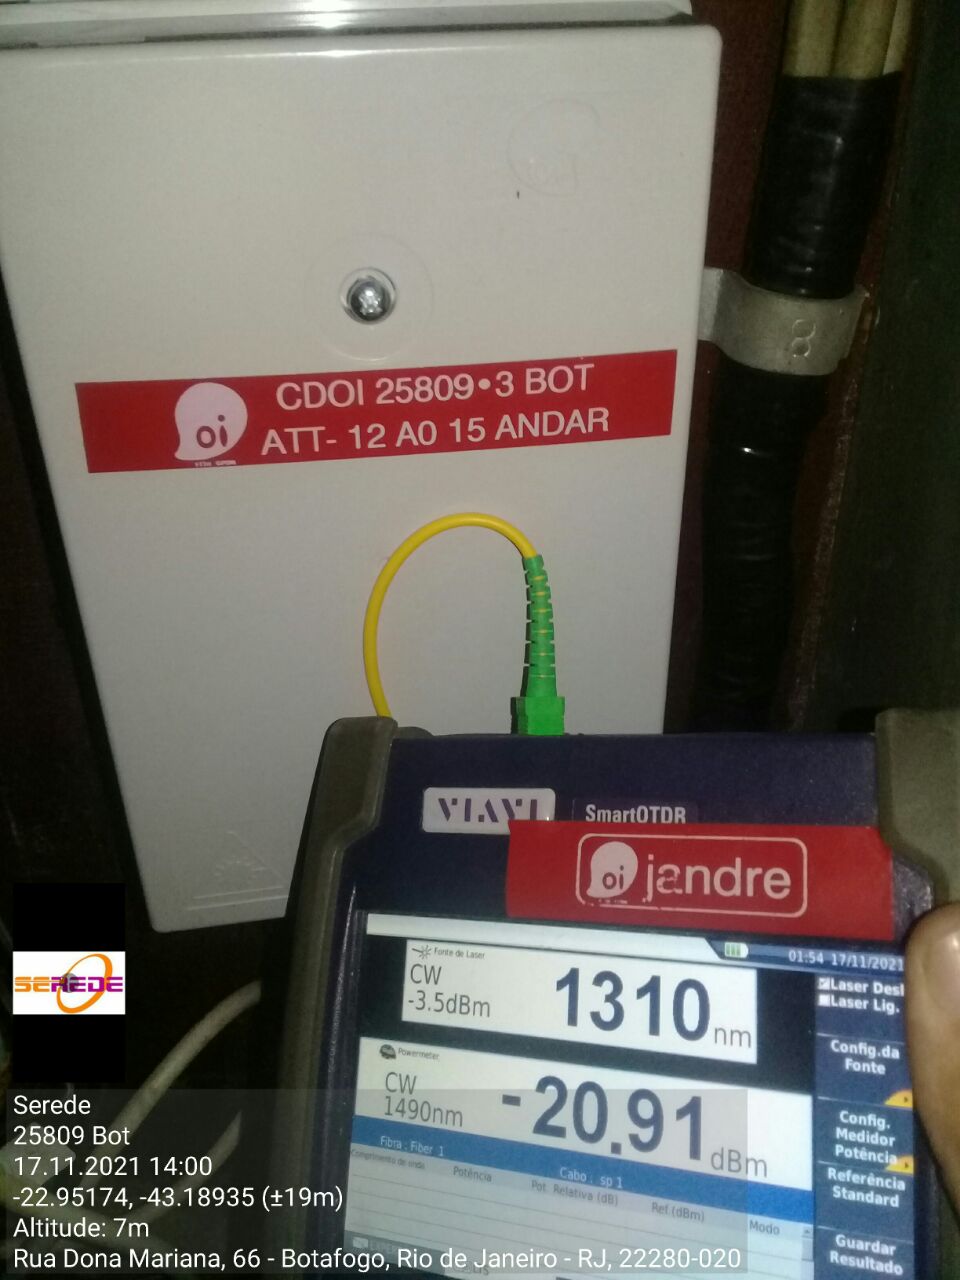 CDOI 25809•3 BOT
ATT- 12 A0 15 ANDAR
oi
8
VIAVI
SmartOTDR
oi jandre
01:54 17/11/2021
Fonte de Laser
CW
-3.5dBm
1310 nm
Laser Desl
Laser Lig.
Config.da
Fonte
Powermeter
CW
1490nm
-20.91 dBm
Config.
Medidor
Potência
Fibra : Fiber 1
Cabo : sp 1
Comprimento de onda
Potência
Pot. Relativa (dB)
Ref (dBm)
Modo
Referência
Standard
Guardar
Resultado
SEREDE
Serede
25809 Bot
17.11.2021 14:00
-22.95174, -43.18935 (±19m)
Altitude: 7m
Rua Dona Mariana, 66 - Botafogo, Rio de Janeiro - RJ, 22280-020